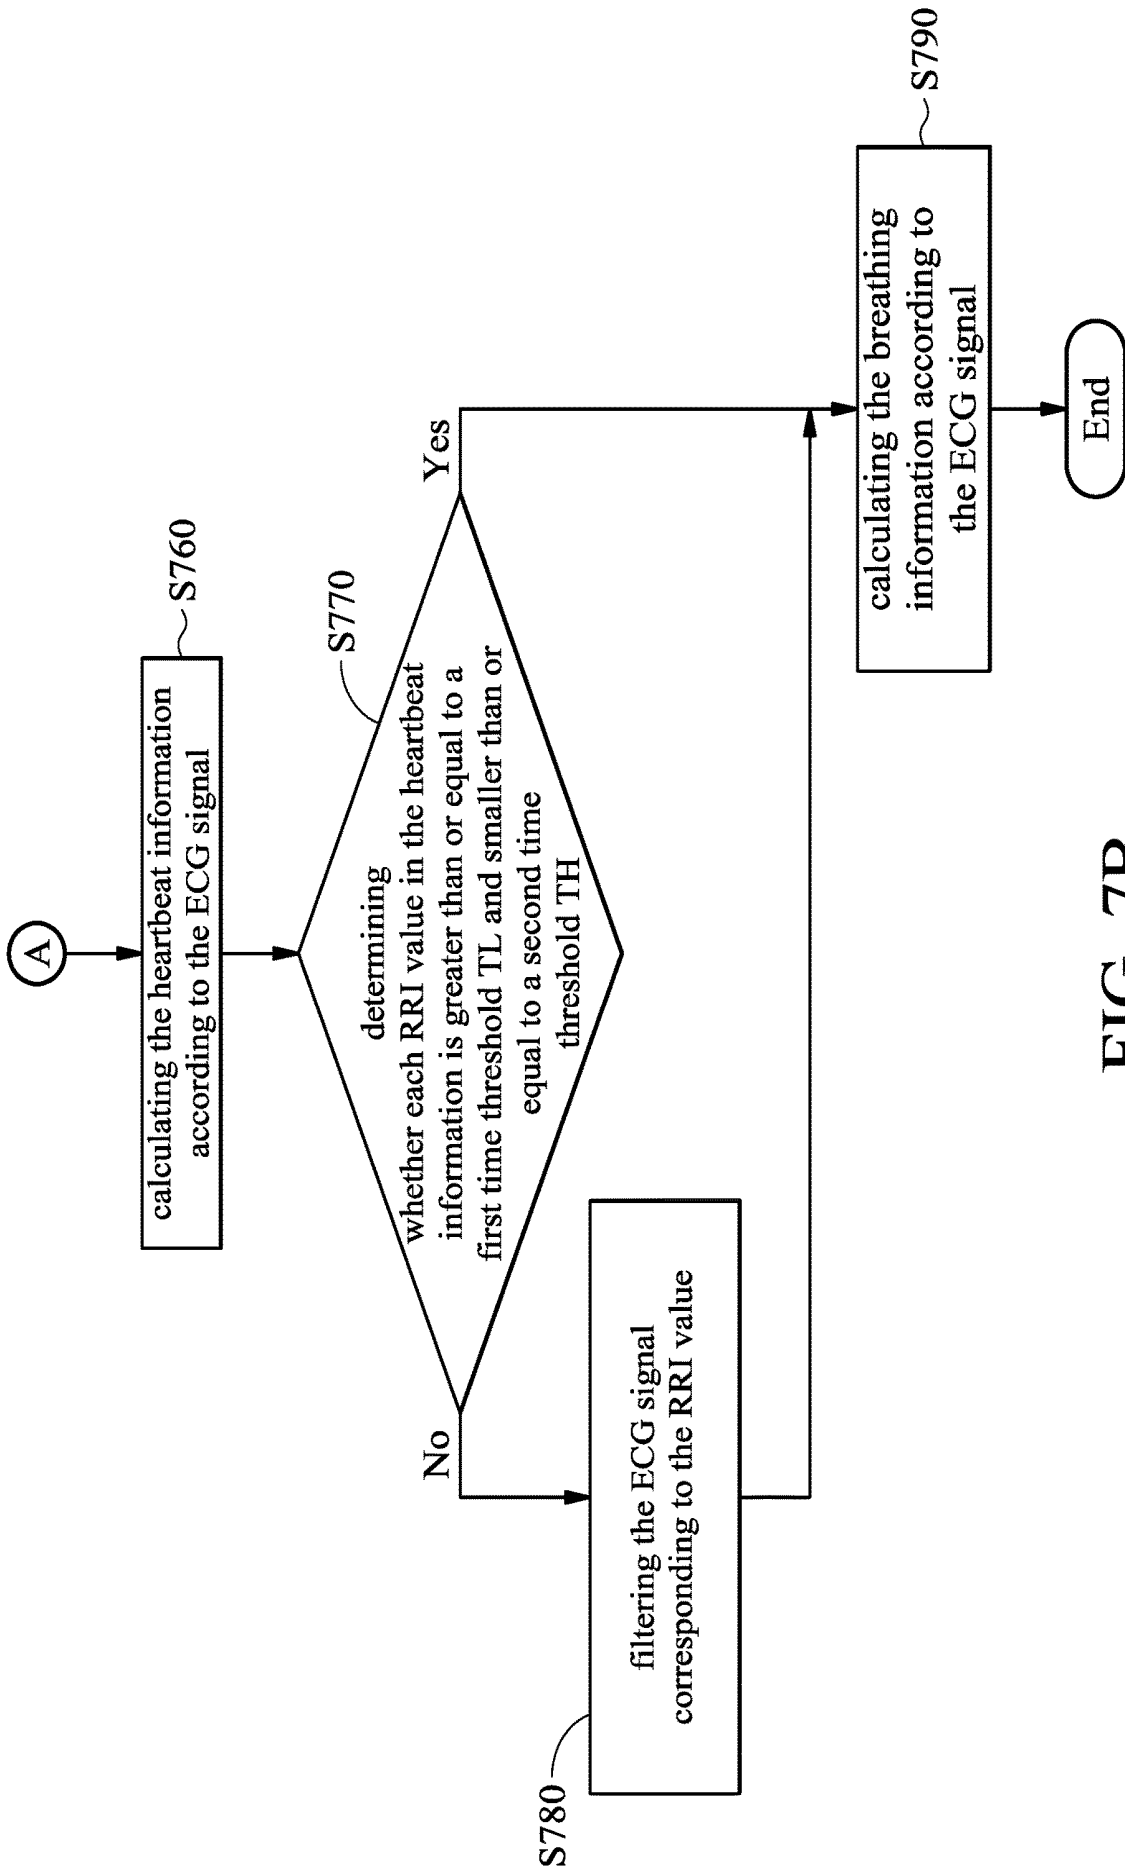 A
calculating the heartbeat information
according to the ECG signal
S760
determining
whether each RRI value in the heartbeat
information is greater than or equal to a
first time threshold TL and smaller than or
equal to a second time
threshold TH
S770
No
Yes
S780
filtering the ECG signal
corresponding to the RRI value
calculating the breathing
information according to
the ECG signal
S790
End
FIG. 7B